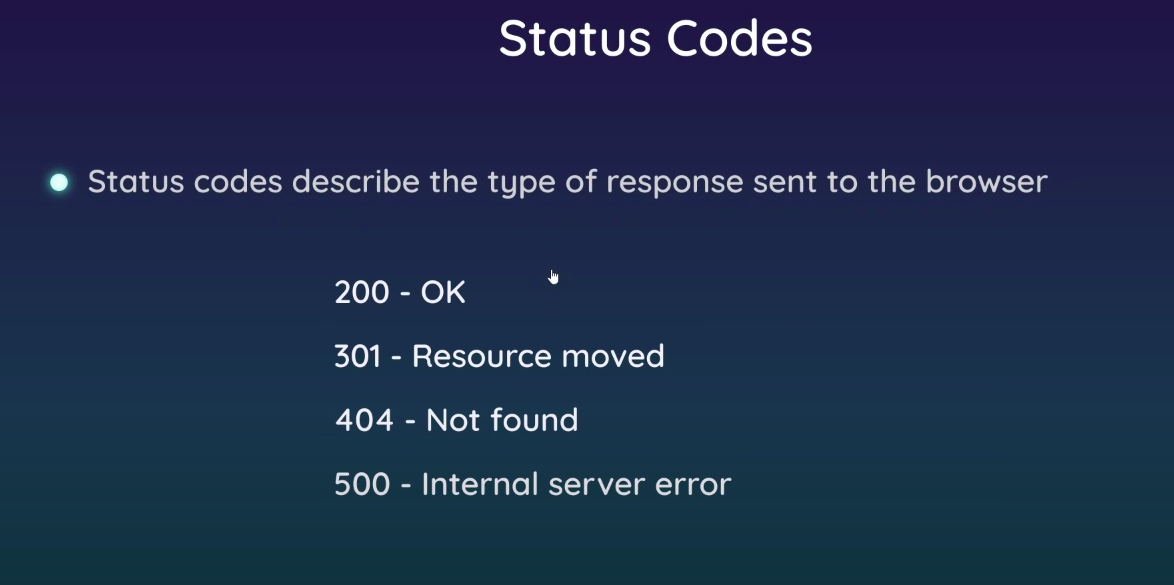 Status Codes
Status codes describe the type of response sent to the browser
200 - OK
301 - Resource moved
404 - Not found
500 - Internal server error